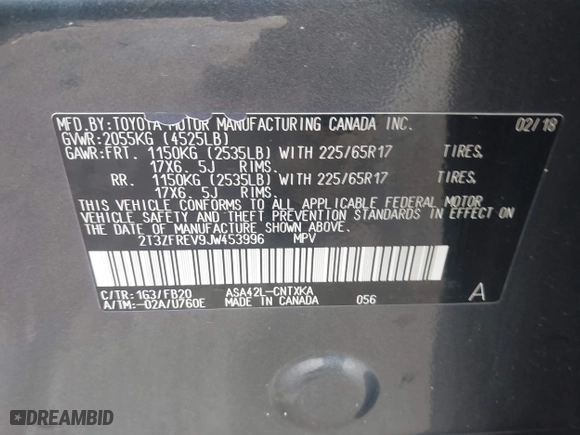 MFD.BY:TOYOTA MOTOR MANUFACTURING CANADA INC. 02/18
GVWR:2055KG (4525LB)
GAWR:FRT. 1150KG (2535LB) WITH 225/65R17 TIRES,
17X6. 5J RIMS.
RR. 1150KG (2535LB) WITH 225/65R17 TIRES,
17X6. 5J RIMS.
THIS VEHICLE CONFORMS TO ALL APPLICABLE FEDERAL MOTOR
VEHICLE SAFETY AND THEFT PREVENTION STANDARDS IN EFFECT ON
THE DATE OF MANUFACTURE SHOWN ABOVE.
2T3ZFREV9JW453996 MPV
C/TR:1G3/FB20 ASA42L-CNTXKA A
A/TM:-02A/U760E MADE IN CANADA 056
DREAMBID